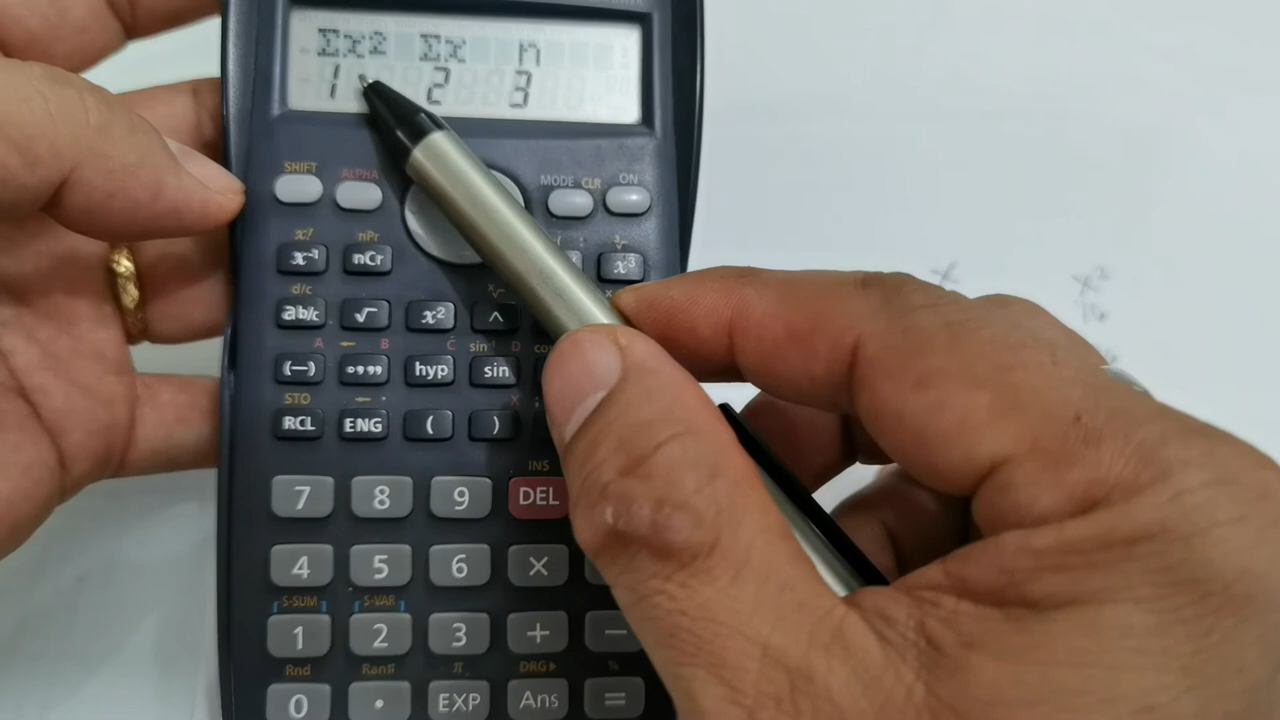 Σx² Σx n
1 2 3
SHIFT ALPHA MODE CLR ON
x! nPr ³√
x⁻¹ nCr x³
d/c ˣ√
ab/c √ x² ^
A ← B C sin⁻¹ D
(—) °’’’ hyp sin
STO ← X ;
RCL ENG ( )
INS
7 8 9 DEL
4 5 6 ×
S-SUM S-VAR
1 2 3 + −
Rnd Ran# π DRG▸ %
0 • EXP Ans =